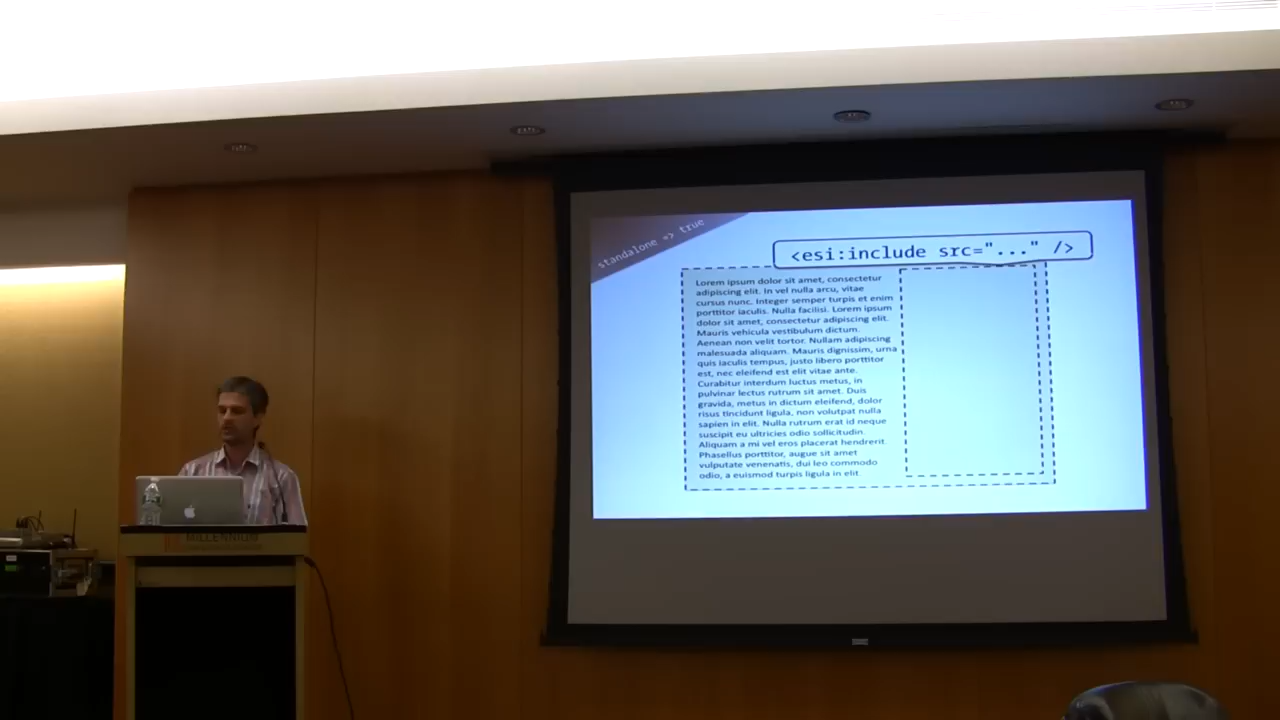 standalone => true
<esi:include src="..." />
Lorem ipsum dolor sit amet, consectetur
adipiscing elit. In vel nulla arcu, vitae
cursus nunc. Integer semper turpis et enim
porttitor iaculis. Nulla facilisi. Lorem ipsum
dolor sit amet, consectetur adipiscing elit.
Mauris vehicula vestibulum dictum.
Aenean non velit tortor. Nullam adipiscing
malesuada aliquam. Mauris dignissim, urna
quis iaculis tempus, justo libero porttitor
est, nec eleifend est elit vitae ante.
Curabitur interdum luctus metus, in
pulvinar lectus rutrum sit amet. Duis
gravida, metus in dictum eleifend, dolor
risus tincidunt ligula, non volutpat nulla
sapien in elit. Nulla rutrum erat id neque
suscipit eu ultricies odio sollicitudin.
Aliquam a mi vel eros placerat hendrerit.
Phasellus porttitor, augue sit amet
vulputate venenatis, dui leo commodo
odio, a euismod turpis ligula in elit.
MILLENNIUM